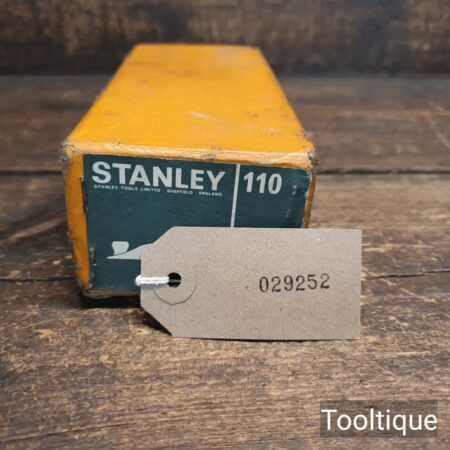 STANLEY 110
STANLEY TOOLS LIMITED SHEFFIELD ENGLAND
029252
Tooltique